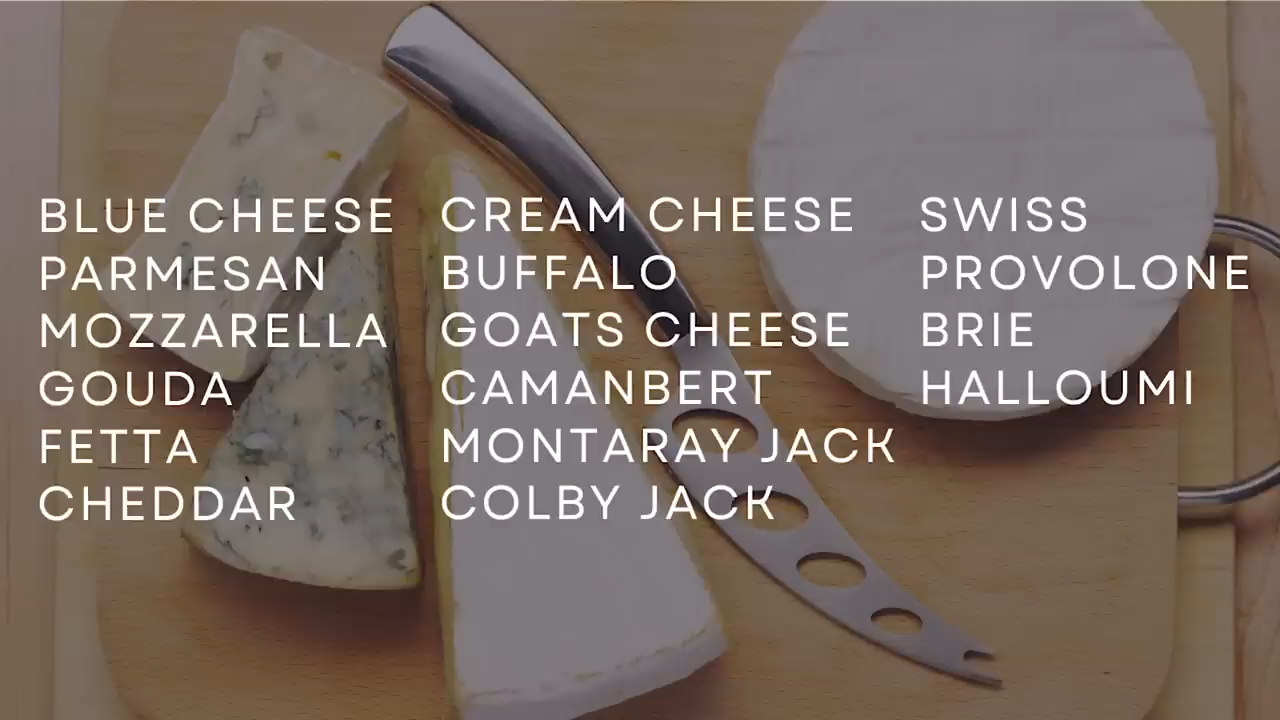 BLUE CHEESE
PARMESAN
MOZZARELLA
GOUDA
FETTA
CHEDDAR
CREAM CHEESE
BUFFALO
GOATS CHEESE
CAMANBERT
MONTARAY JACK
COLBY JACK
SWISS
PROVOLONE
BRIE
HALLOUMI